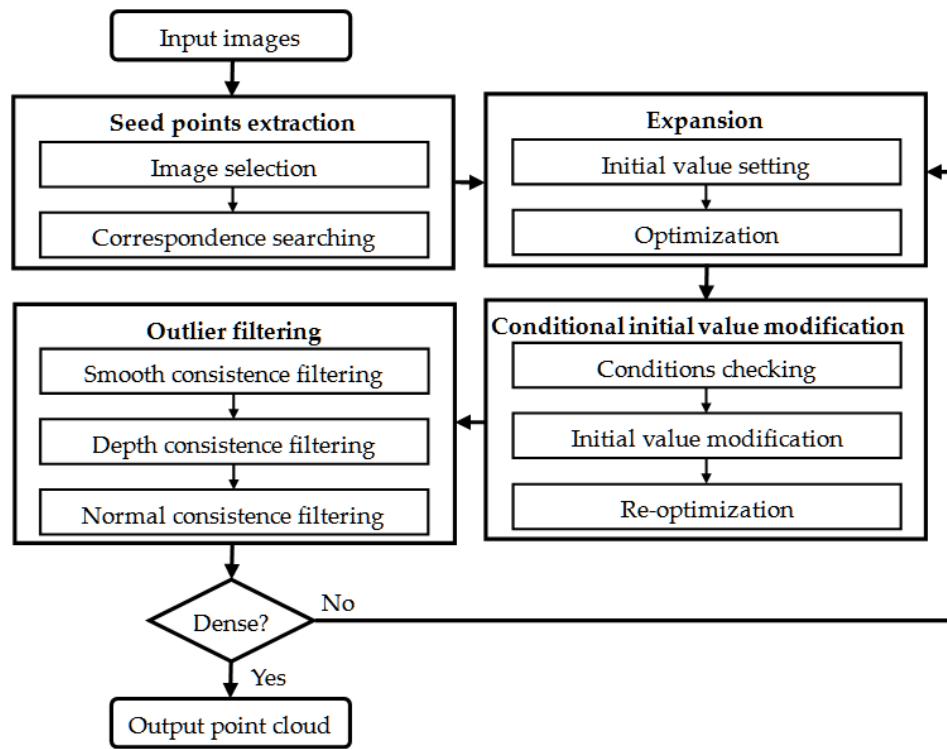 Input images
Seed points extraction
Image selection
Correspondence searching
Expansion
Initial value setting
Optimization
Conditional initial value modification
Conditions checking
Initial value modification
Re-optimization
Outlier filtering
Smooth consistence filtering
Depth consistence filtering
Normal consistence filtering
Dense?
No
Yes
Output point cloud